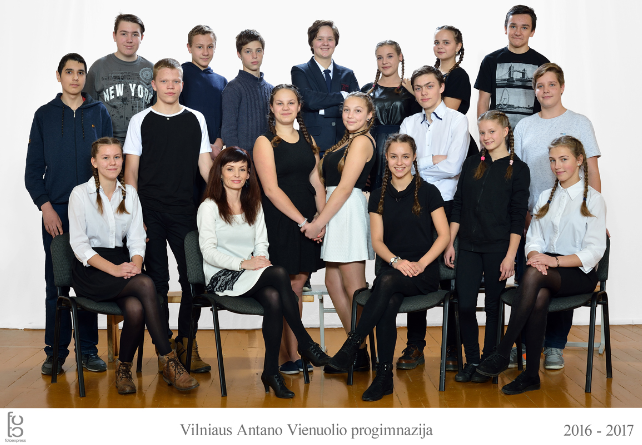 NEW YORK
Vilniaus Antano Vienuolio progimnazija 2016 - 2017